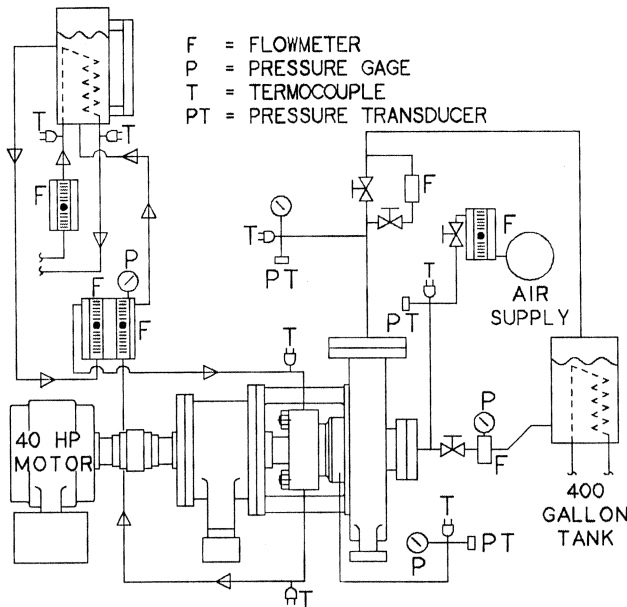 F = FLOWMETER
P = PRESSURE GAGE
T = TERMOCOUPLE
PT = PRESSURE TRANSDUCER
T
T
F
F
P
F
T
PT
F
F
T
PT
AIR
SUPPLY
T
P
F
40 HP
MOTOR
400
GALLON
TANK
T
P
PT
T